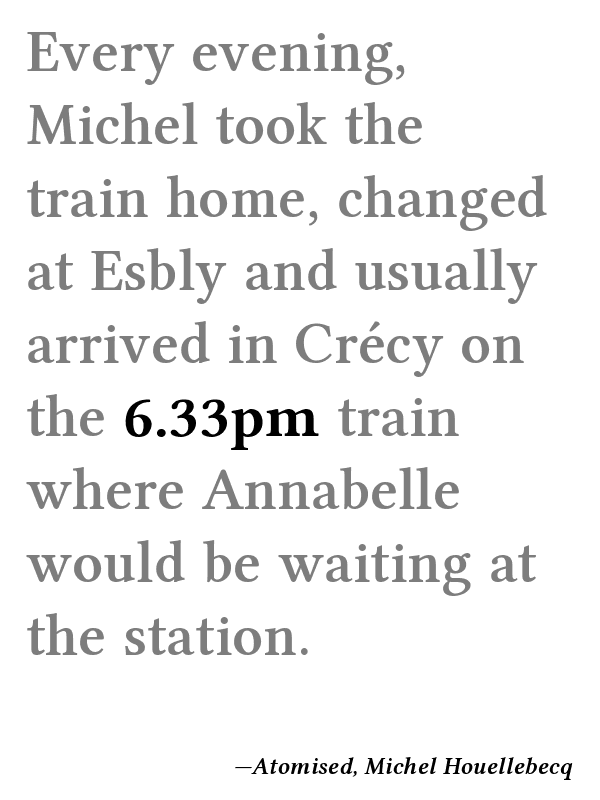 Every evening,
Michel took the
train home, changed
at Esbly and usually
arrived in Crécy on
the 6.33pm train
where Annabelle
would be waiting at
the station.
—Atomised, Michel Houellebecq